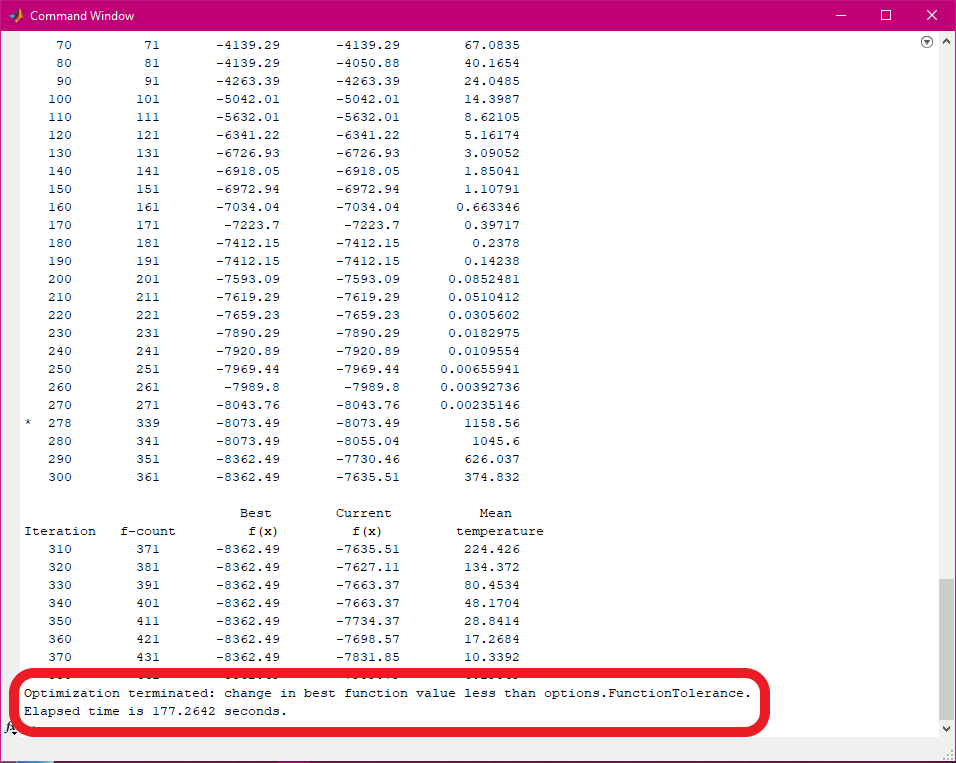 Command Window
70 71 -4139.29 -4139.29 67.0835
80 81 -4139.29 -4050.88 40.1654
90 91 -4263.39 -4263.39 24.0485
100 101 -5042.01 -5042.01 14.3987
110 111 -5632.01 -5632.01 8.62105
120 121 -6341.22 -6341.22 5.16174
130 131 -6726.93 -6726.93 3.09052
140 141 -6918.05 -6918.05 1.85041
150 151 -6972.94 -6972.94 1.10791
160 161 -7034.04 -7034.04 0.663346
170 171 -7223.7 -7223.7 0.39717
180 181 -7412.15 -7412.15 0.2378
190 191 -7412.15 -7412.15 0.14238
200 201 -7593.09 -7593.09 0.0852481
210 211 -7619.29 -7619.29 0.0510412
220 221 -7659.23 -7659.23 0.0305602
230 231 -7890.29 -7890.29 0.0182975
240 241 -7920.89 -7920.89 0.0109554
250 251 -7969.44 -7969.44 0.00655941
260 261 -7989.8 -7989.8 0.00392736
270 271 -8043.76 -8043.76 0.00235146
* 278 339 -8073.49 -8073.49 1158.56
280 341 -8073.49 -8055.04 1045.6
290 351 -8362.49 -7730.46 626.037
300 361 -8362.49 -7635.51 374.832
Best Current Mean
Iteration f-count f(x) f(x) temperature
310 371 -8362.49 -7635.51 224.426
320 381 -8362.49 -7627.11 134.372
330 391 -8362.49 -7663.37 80.4534
340 401 -8362.49 -7663.37 48.1704
350 411 -8362.49 -7734.37 28.8414
360 421 -8362.49 -7698.57 17.2684
370 431 -8362.49 -7831.85 10.3392
Optimization terminated: change in best function value less than options.FunctionTolerance.
Elapsed time is 177.2642 seconds.